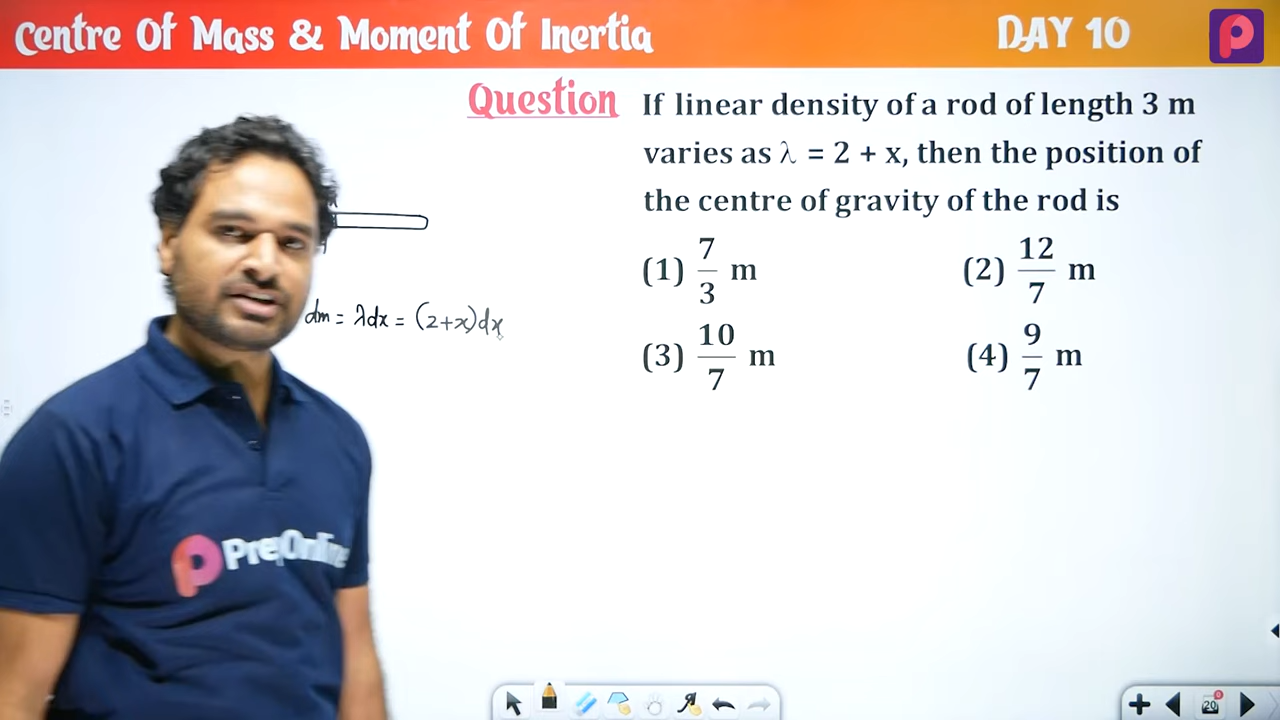 Centre Of Mass & Moment Of Inertia
DAY 10
Question
If linear density of a rod of length 3 m
varies as λ = 2 + x, then the position of
the centre of gravity of the rod is
(1) 7/3 m
(2) 12/7 m
(3) 10/7 m
(4) 9/7 m
dm = λdx = (2+x)dx
PrepOnline
20